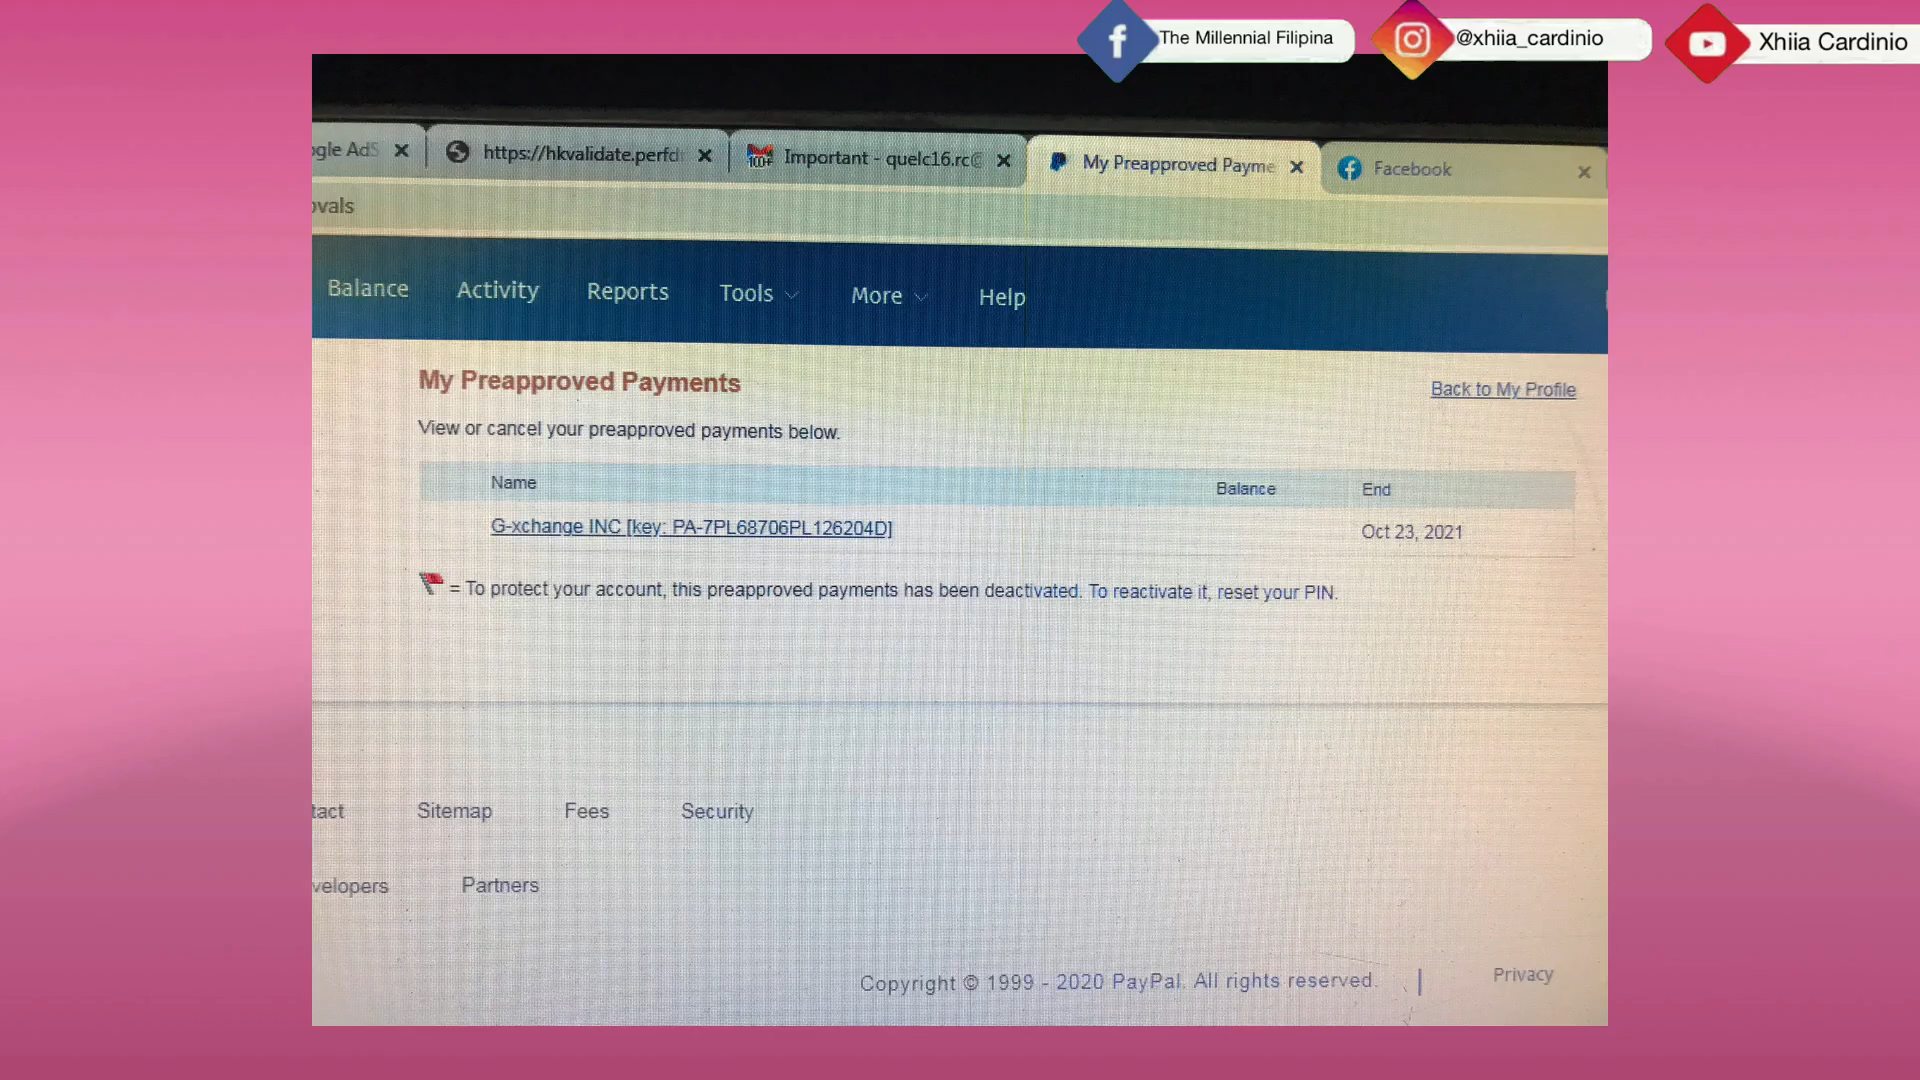 The Millennial Filipina
@xhiia_cardinio
Xhiia Cardinio
ogle AdS
https://hkvalidate.perfd
100+
Important - quelc16.rc@
My Preapproved Payme
Facebook
ovals
Balance Activity Reports Tools More Help
My Preapproved Payments
Back to My Profile
View or cancel your preapproved payments below.
Name Balance End
G-xchange INC [key: PA-7PL68706PL126204D] Oct 23, 2021
= To protect your account, this preapproved payments has been deactivated. To reactivate it, reset your PIN.
tact Sitemap Fees Security
velopers Partners
Copyright © 1999 - 2020 PayPal. All rights reserved. | Privacy